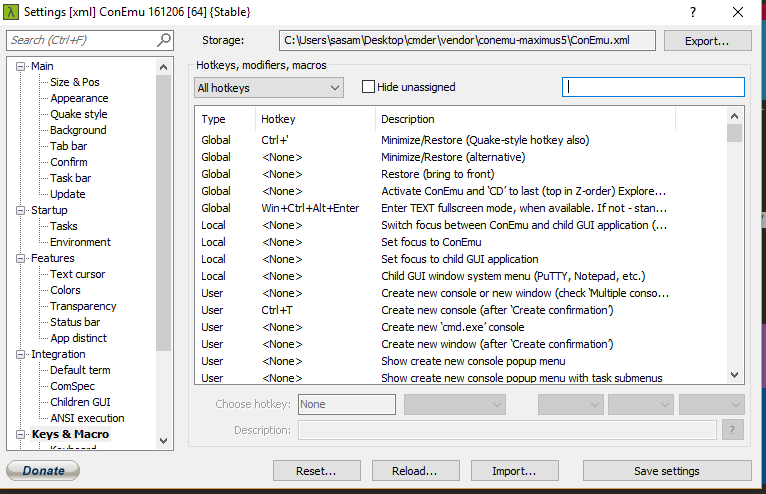 λ Settings [xml] ConEmu 161206 [64] {Stable} ?
Search (Ctrl+F)
Storage: C:\Users\sasam\Desktop\cmder\vendor\conemu-maximus5\ConEmu.xml Export...
Main
Size & Pos
Appearance
Quake style
Background
Tab bar
Confirm
Task bar
Update
Startup
Tasks
Environment
Features
Text cursor
Colors
Transparency
Status bar
App distinct
Integration
Default term
ComSpec
Children GUI
ANSI execution
Keys & Macro
Keyboard
Hotkeys, modifiers, macros
All hotkeys Hide unassigned
Type Hotkey Description
Global Ctrl+' Minimize/Restore (Quake-style hotkey also)
Global <None> Minimize/Restore (alternative)
Global <None> Restore (bring to front)
Global <None> Activate ConEmu and ‘CD’ to last (top in Z-order) Explore...
Global Win+Ctrl+Alt+Enter Enter TEXT fullscreen mode, when available. If not - stan...
Local <None> Switch focus between ConEmu and child GUI application (...
Local <None> Set focus to ConEmu
Local <None> Set focus to child GUI application
Local <None> Child GUI window system menu (PuTTY, Notepad, etc.)
User <None> Create new console or new window (check ‘Multiple conso...
User Ctrl+T Create new console (after ‘Create confirmation’)
User <None> Create new ‘cmd.exe’ console
User <None> Create new window (after ‘Create confirmation’)
User <None> Show create new console popup menu
User <None> Show create new console popup menu with task submenus
Choose hotkey: None
Description: ?
Donate Reset... Reload... Import... Save settings